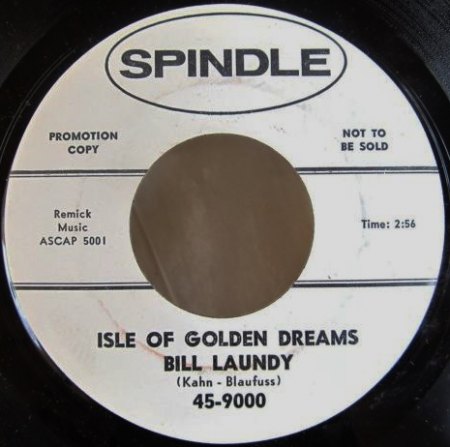 SPINDLE
PROMOTION
COPY
NOT TO
BE SOLD
Remick
Music
ASCAP 5001
Time: 2:56
ISLE OF GOLDEN DREAMS
BILL LAUNDY
(Kahn - Blaufuss)
45-9000